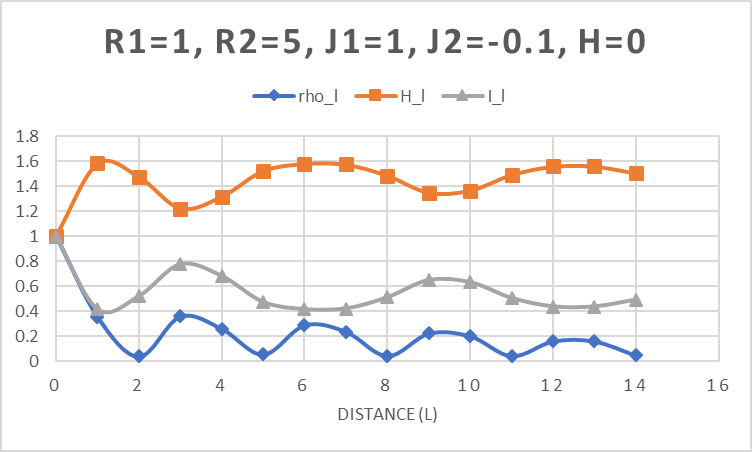 R1=1, R2=5, J1=1, J2=-0.1, H=0
rho_l H_l I_l
1.8
1.6
1.4
1.2
1
0.8
0.6
0.4
0.2
0
0 2 4 6 8 10 12 14 16
DISTANCE (L)